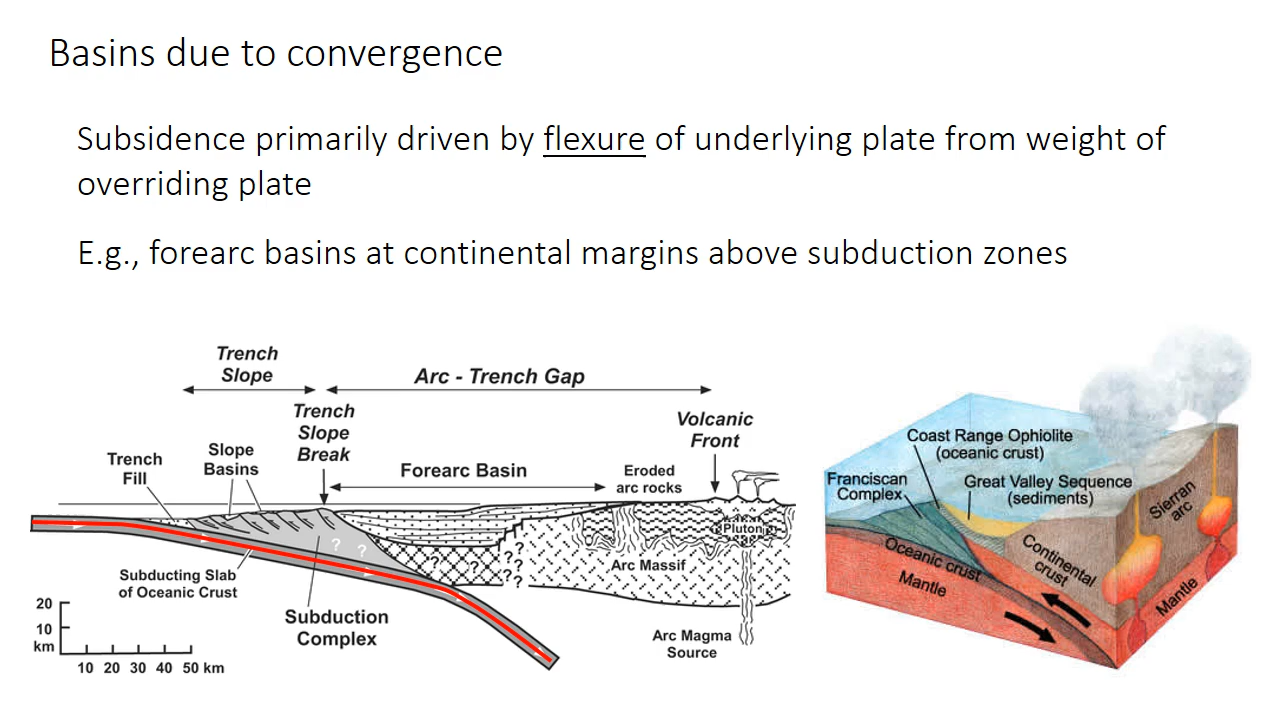 Basins due to convergence
Subsidence primarily driven by flexure of underlying plate from weight of
overriding plate
E.g., forearc basins at continental margins above subduction zones
Trench
Slope
Arc - Trench Gap
Trench
Slope
Break
Volcanic
Front
Trench
Fill
Slope
Basins
Forearc Basin
Eroded
arc rocks
Pluton
? ?
? ? ?
?
? ?
? ?
Arc Massif
Subducting Slab
of Oceanic Crust
Subduction
Complex
Arc Magma
Source
20
10
km
10 20 30 40 50 km
Coast Range Ophiolite
(oceanic crust)
Franciscan
Complex
Great Valley Sequence
(sediments)
Sierran
arc
Oceanic crust
Continental
crust
Mantle
Mantle